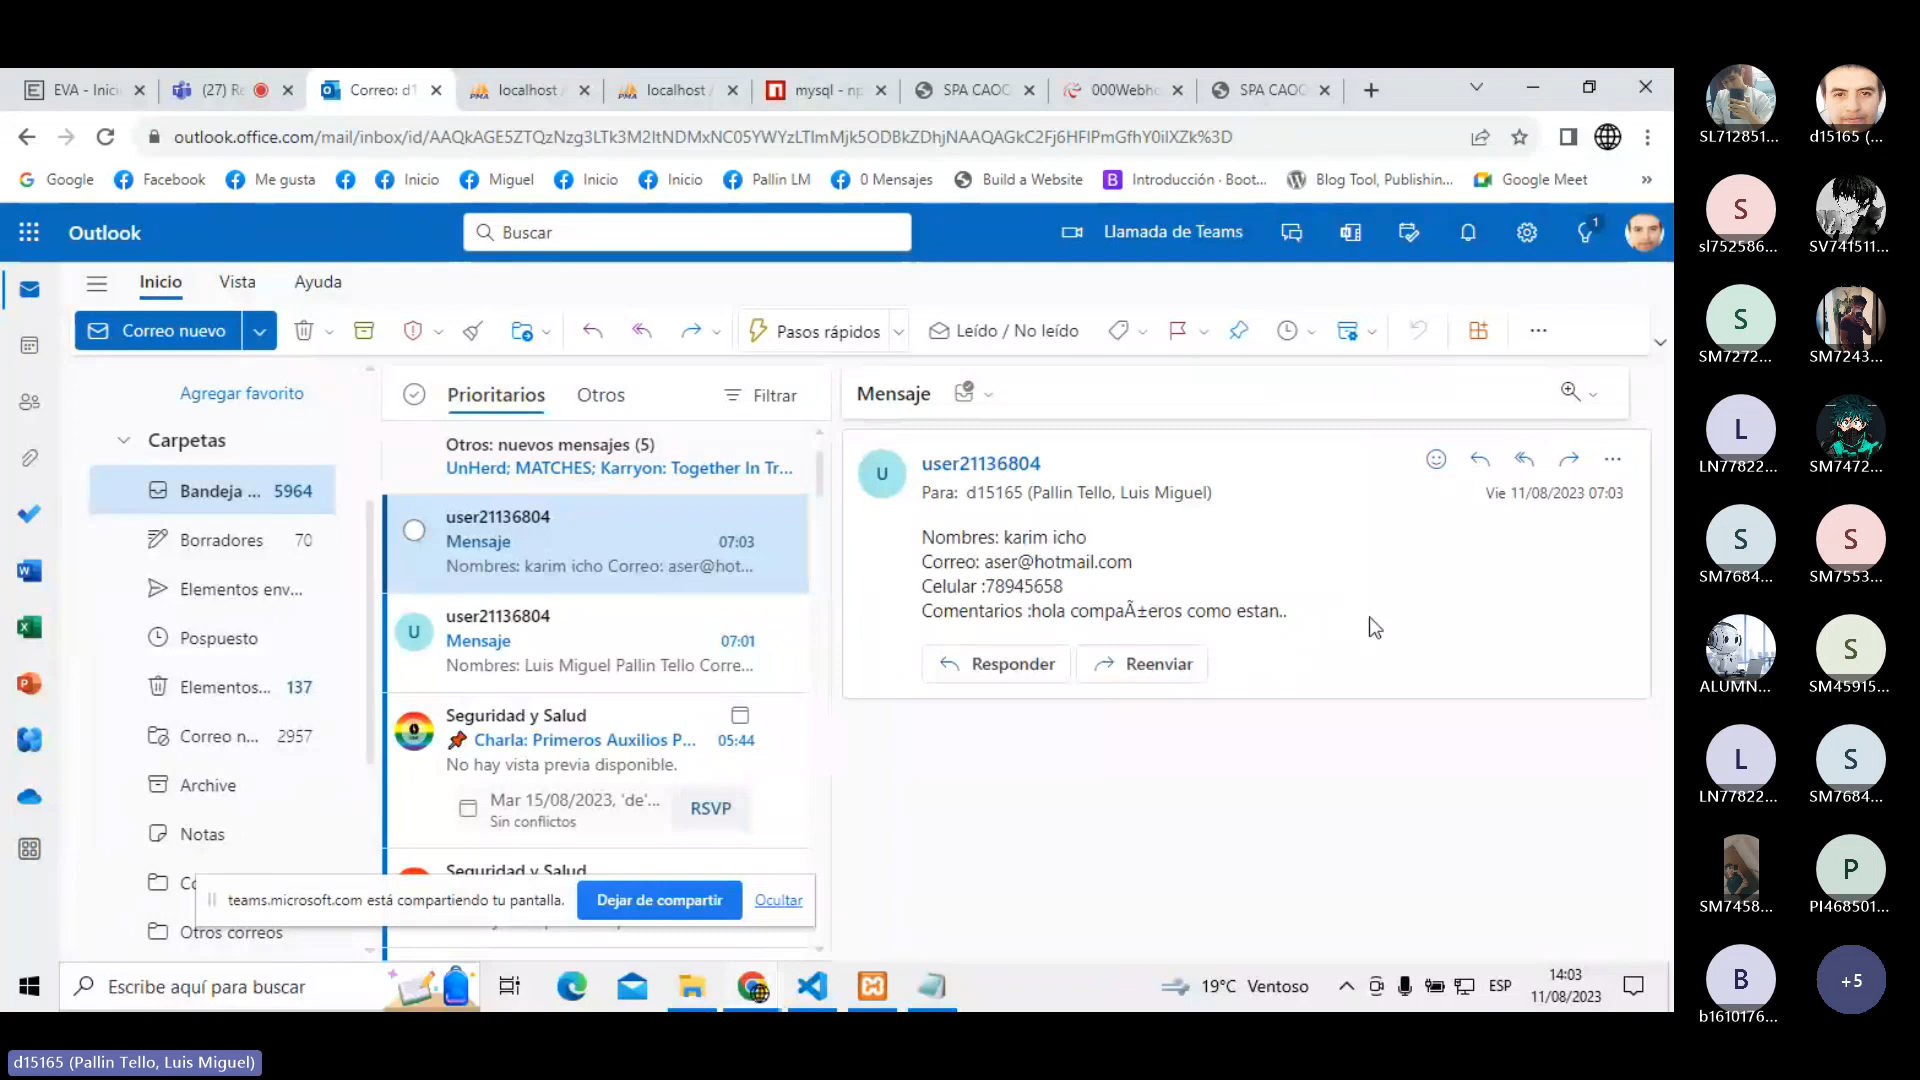 EVA - Inici
(27) Re
Correo: d1
localhost /
localhost /
mysql - np
SPA CAOC
000Webho
SPA CAOC
outlook.office.com/mail/inbox/id/AAQkAGE5ZTQzNzg3LTk3M2ItNDMxNC05YWYzLTlmMjk5ODBkZDhjNAAQAGkC2Fj6HFlPmGfhY0ilXZk%3D
Google
Facebook
Me gusta
Inicio
Miguel
Inicio
Inicio
Pallin LM
0 Mensajes
Build a Website
B
Introducción · Boot...
Blog Tool, Publishin...
Google Meet
»
Outlook
Buscar
Llamada de Teams
1
Inicio
Vista
Ayuda
Correo nuevo
Pasos rápidos
Leído / No leído
Agregar favorito
Carpetas
Bandeja ... 5964
Borradores 70
Elementos env...
Pospuesto
Elementos... 137
Correo n... 2957
Archive
Notas
Otros correos
Prioritarios
Otros
Filtrar
Otros: nuevos mensajes (5)
UnHerd; MATCHES; Karryon: Together In Tr...
user21136804
Mensaje 07:03
Nombres: karim icho Correo: aser@hot...
U
user21136804
Mensaje 07:01
Nombres: Luis Miguel Pallin Tello Corre...
Seguridad y Salud
Charla: Primeros Auxilios P... 05:44
No hay vista previa disponible.
Mar 15/08/2023, 'de'...
Sin conflictos
RSVP
Seguridad y Salud
teams.microsoft.com está compartiendo tu pantalla.
Dejar de compartir
Ocultar
Mensaje
U
user21136804
Para: d15165 (Pallin Tello, Luis Miguel)
Vie 11/08/2023 07:03
Nombres: karim icho
Correo: aser@hotmail.com
Celular :78945658
Comentarios :hola compaÃ±eros como estan..
Responder
Reenviar
Escribe aquí para buscar
19°C Ventoso
ESP
14:03
11/08/2023
SL712851...
d15165 (...
S
sl752586...
SV741511...
S
SM7272...
SM7243...
L
LN77822...
SM7472...
S
SM7684...
S
SM7553...
ALUMN...
S
SM45915...
L
LN77822...
S
SM7684...
SM7458...
P
PI468501...
B
b1610176...
+5
d15165 (Pallin Tello, Luis Miguel)